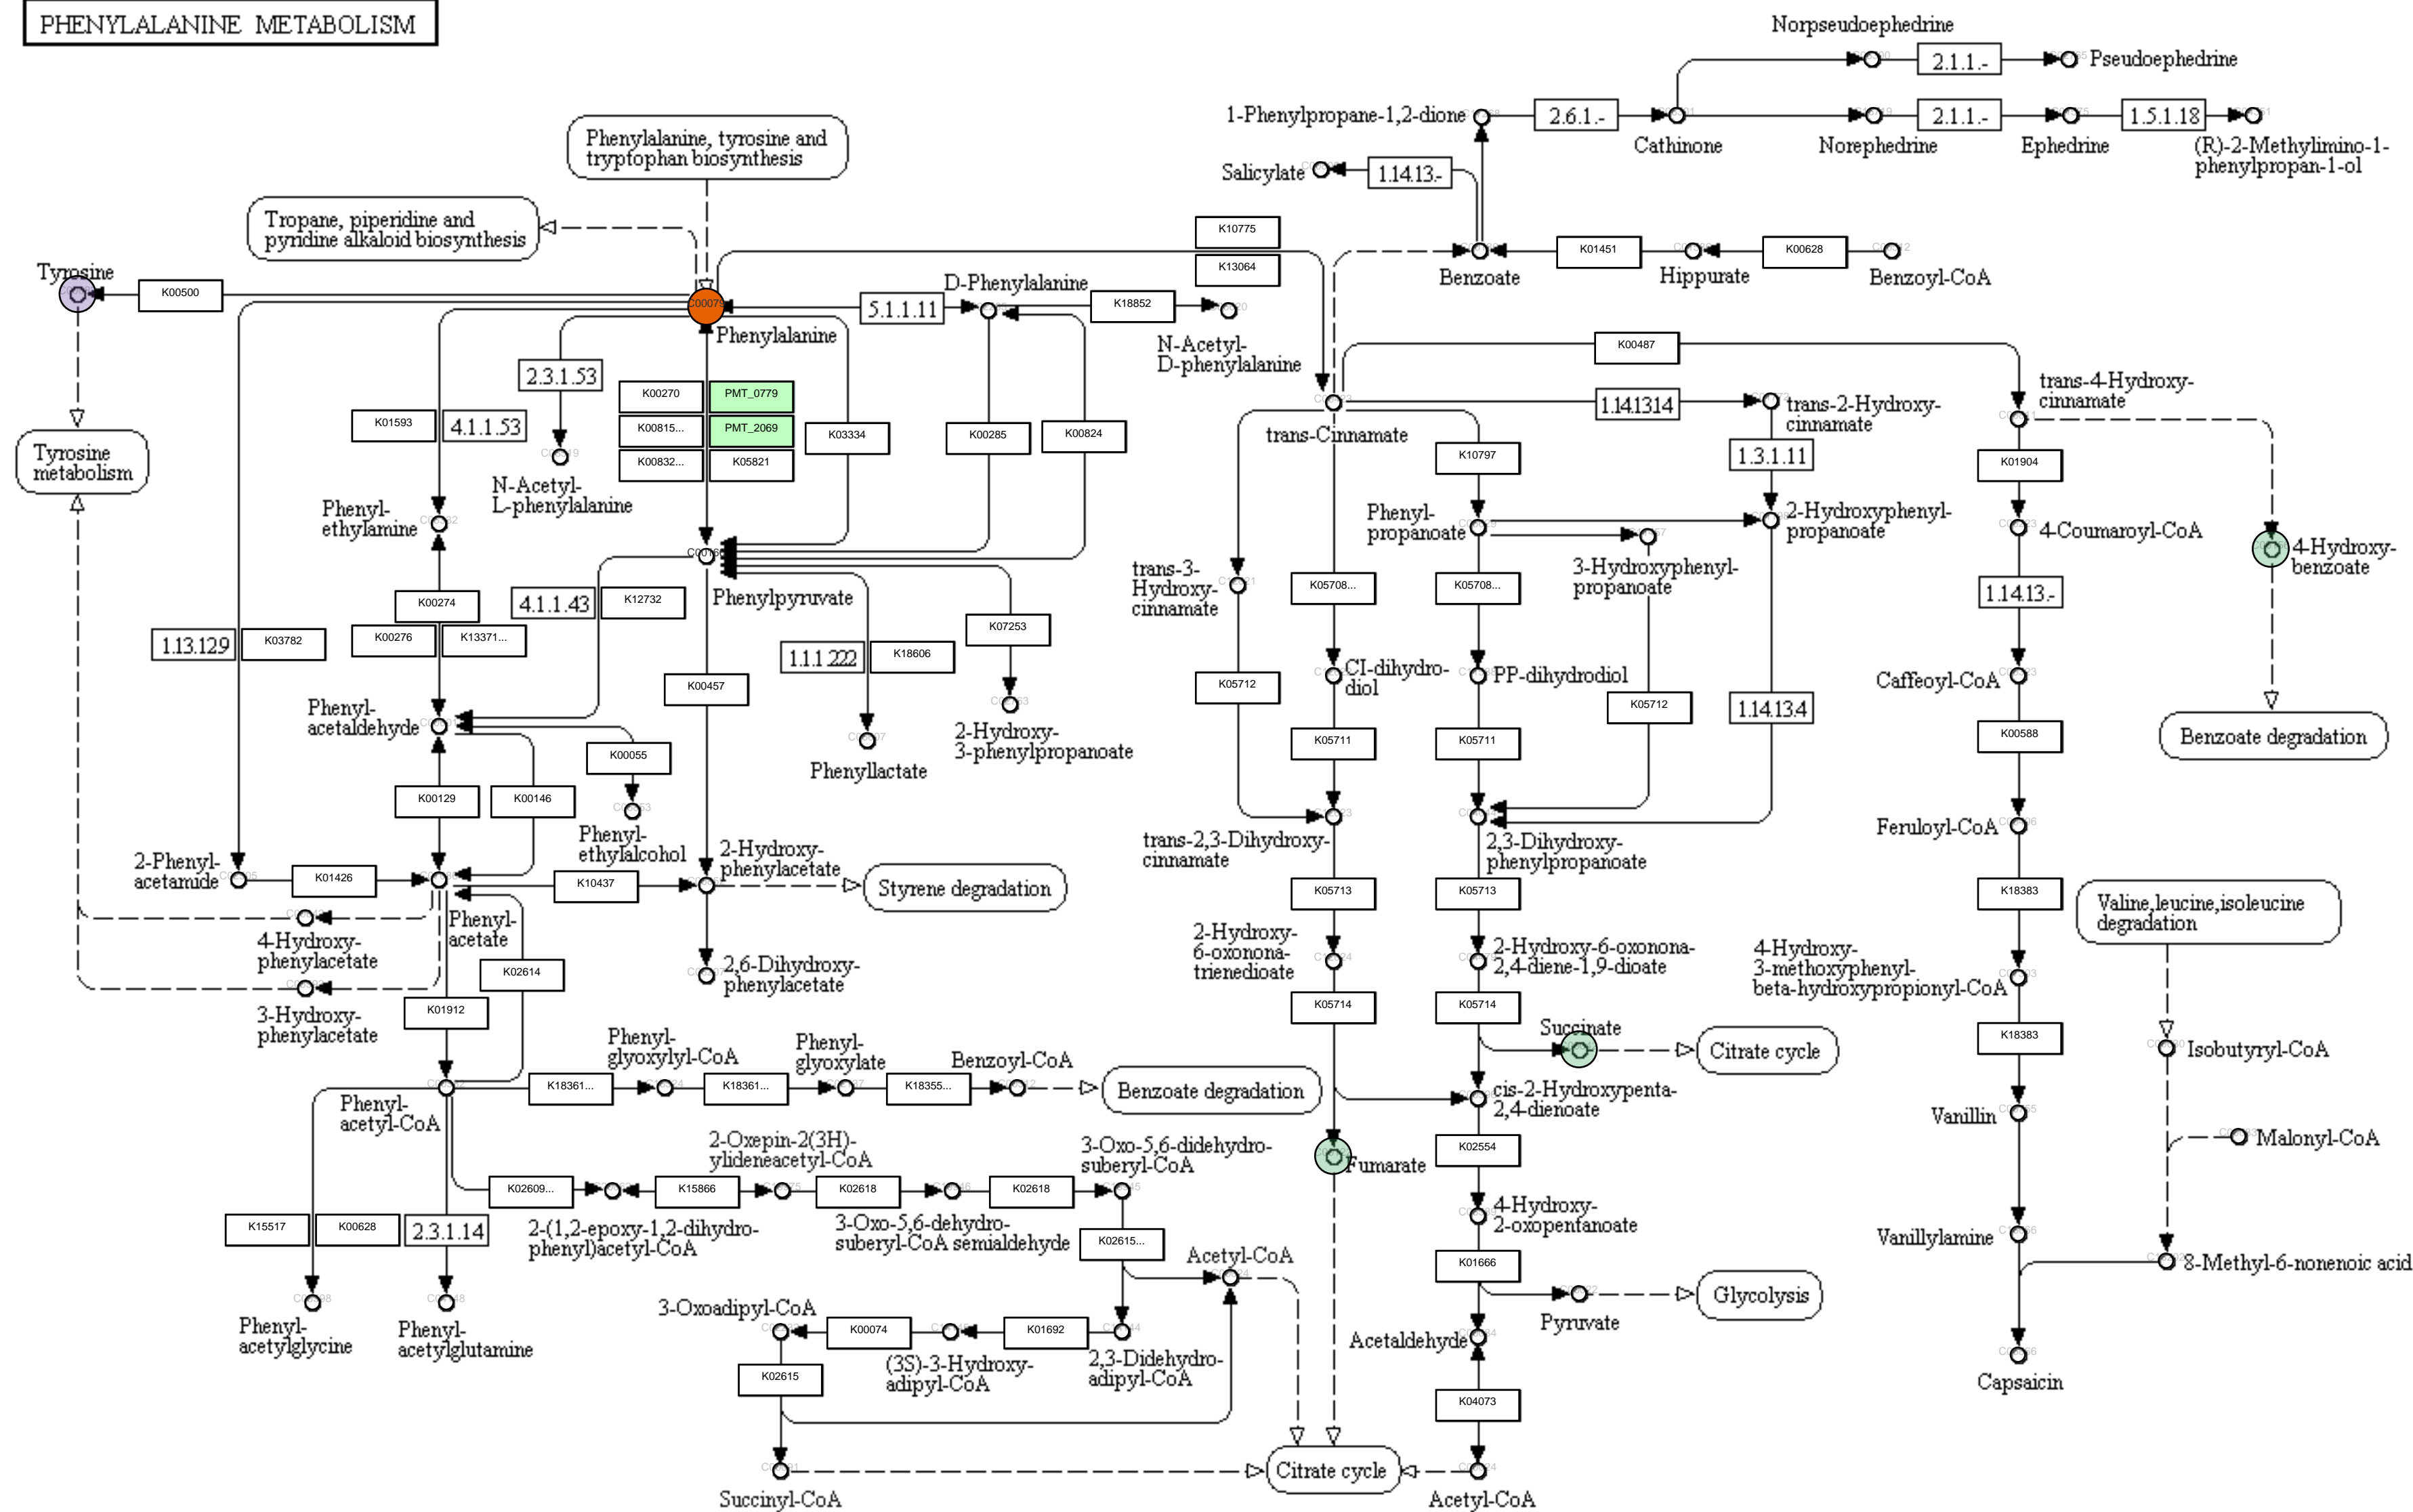 PHENYLALANINE METABOLISM
Norpseudoephedrine
2.1.1.-
Pseudoephedrine
1-Phenylpropane-1,2-dione
2.6.1.-
Cathinone
2.1.1.-
Norephedrine
Ephedrine
1.5.1.18
(R)-2-Methylimino-1-
phenylpropan-1-ol
Phenylalanine, tyrosine and
tryptophan biosynthesis
Salicylate
1.14.13.-
Tropane, piperidine and
pyridine alkaloid biosynthesis
K10775
K13064
Benzoate
K01451
Hippurate
K00628
Benzoyl-CoA
Tyrosine
K00500
C00079
Phenylalanine
5.1.1.11
D-Phenylalanine
K18852
N-Acetyl-
D-phenylalanine
K00487
2.3.1.53
K00270
PMT_0779
K00815...
PMT_2069
K00832...
K05821
K03334
K00285
K00824
K01593
4.1.1.53
Tyrosine
metabolism
N-Acetyl-
L-phenylalanine
Phenyl-
ethylamine
trans-Cinnamate
1.14.1314
trans-2-Hydroxy-
cinnamate
trans-4-Hydroxy-
cinnamate
K10797
1.3.1.11
K01904
Phenyl-
propanoate
2-Hydroxyphenyl-
propanoate
4-Coumaroyl-CoA
4-Hydroxy-
benzoate
3-Hydroxyphenyl-
propanoate
trans-3-
Hydroxy-
cinnamate
K05708...
K05708...
1.14.13.-
Phenylpyruvate
K00274
4.1.1.43
K12732
1.13.12.9
K03782
K00276
K13371...
K07253
1.1.1.222
K18606
K00457
K05712
CI-dihydro-
diol
PP-dihydrodiol
K05712
1.14.13.4
Caffeoyl-CoA
Phenyl-
acetaldehyde
2-Hydroxy-
3-phenylpropanoate
K05711
K05711
K00588
Benzoate degradation
K00055
Phenyllactate
K00129
K00146
Phenyl-
ethylalcohol
trans-2,3-Dihydroxy-
cinnamate
2,3-Dihydroxy-
phenylpropanoate
Feruloyl-CoA
2-Phenyl-
acetamide
K01426
K10437
2-Hydroxy-
phenylacetate
Styrene degradation
K05713
K05713
K18383
Valine,leucine,isoleucine
degradation
Phenyl-
acetate
4-Hydroxy-
phenylacetate
K02614
2,6-Dihydroxy-
phenylacetate
2-Hydroxy-
6-oxonona-
trienedioate
2-Hydroxy-6-oxonona-
2,4-diene-1,9-dioate
4-Hydroxy-
3-methoxyphenyl-
beta-hydroxypropionyl-CoA
3-Hydroxy-
phenylacetate
K01912
K05714
K05714
K18383
Succinate
Citrate cycle
Isobutyryl-CoA
Phenyl-
glyoxylyl-CoA
Phenyl-
glyoxylate
Benzoyl-CoA
K18361...
K18361...
K18355...
Benzoate degradation
Phenyl-
acetyl-CoA
cis-2-Hydroxypenta-
2,4-dienoate
Vanillin
Malonyl-CoA
2-Oxepin-2(3H)-
ylideneacetyl-CoA
3-Oxo-5,6-didehydro-
suberyl-CoA
Fumarate
K02554
K02609...
K15866
K02618
K02618
2-(1,2-epoxy-1,2-dihydro-
phenyl)acetyl-CoA
3-Oxo-5,6-dehydro-
suberyl-CoA semialdehyde
4-Hydroxy-
2-oxopentanoate
K15517
K00628
2.3.1.14
K02615...
Acetyl-CoA
Vanillylamine
8-Methyl-6-nonenoic acid
K01666
Glycolysis
Pyruvate
Phenyl-
acetylglycine
Phenyl-
acetylglutamine
3-Oxoadipyl-CoA
K00074
K01692
(3S)-3-Hydroxy-
adipyl-CoA
2,3-Didehydro-
adipyl-CoA
Acetaldehyde
K02615
K04073
Capsaicin
Citrate cycle
Succinyl-CoA
Acetyl-CoA